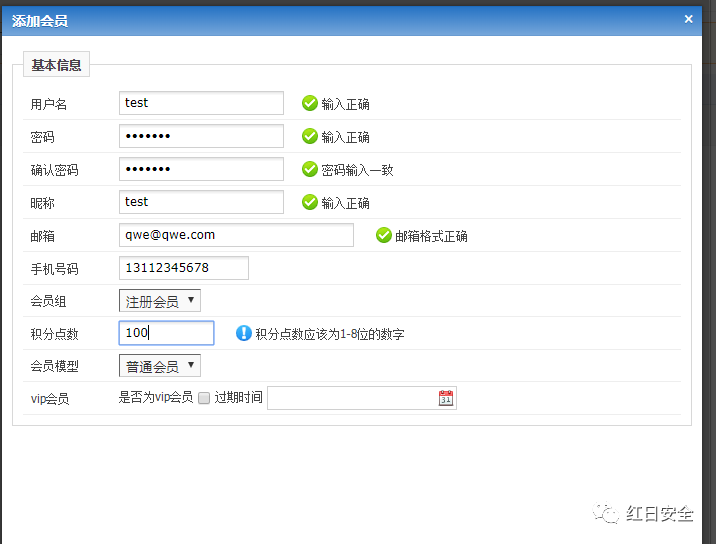 添加会员 ×
基本信息
用户名 test 输入正确
密码 ••••••• 输入正确
确认密码 ••••••• 密码输入一致
昵称 test 输入正确
邮箱 qwe@qwe.com 邮箱格式正确
手机号码 13112345678
会员组 注册会员
积分点数 100 积分点数应该为1-8位的数字
会员模型 普通会员
vip会员 是否为vip会员 过期时间 31
红日安全